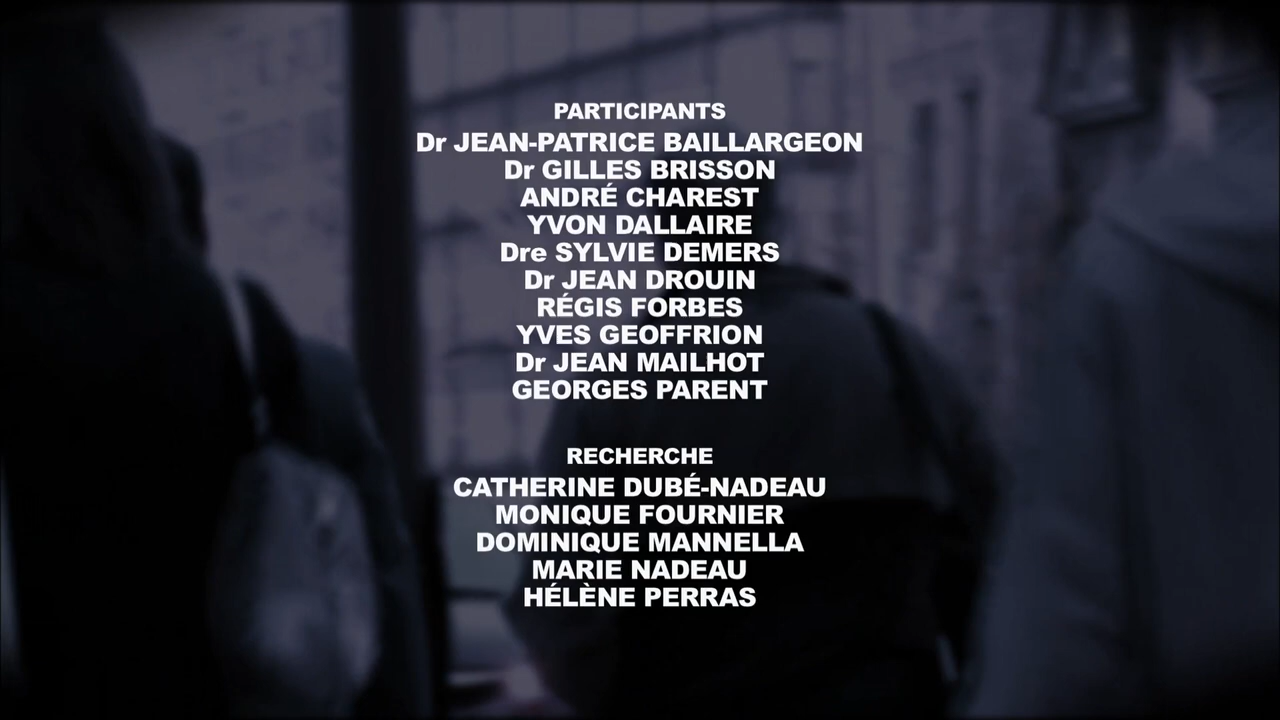 PARTICIPANTS
Dr JEAN-PATRICE BAILLARGEON
Dr GILLES BRISSON
ANDRÉ CHAREST
YVON DALLAIRE
Dre SYLVIE DEMERS
Dr JEAN DROUIN
RÉGIS FORBES
YVES GEOFFRION
Dr JEAN MAILHOT
GEORGES PARENT
RECHERCHE
CATHERINE DUBÉ-NADEAU
MONIQUE FOURNIER
DOMINIQUE MANNELLA
MARIE NADEAU
HÉLÈNE PERRAS